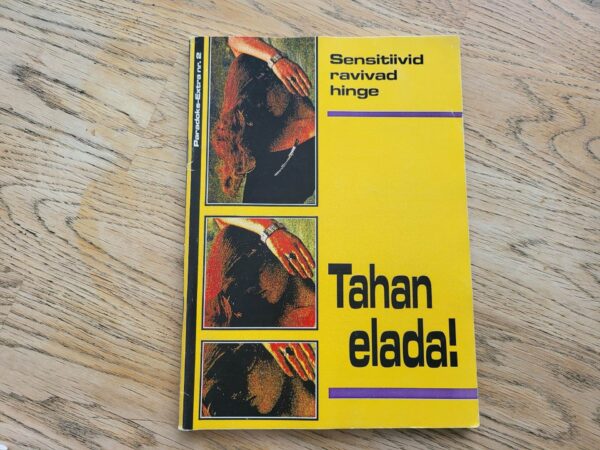 Paradoks-Extra nr. 2
Sensitiivid
ravivad
hinge
Tahan
elada!